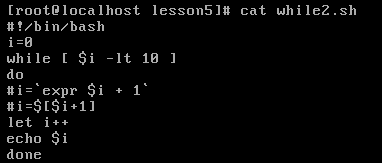 [root@localhost lesson5]# cat while2.sh
#!/bin/bash
i=0
while [ $i -lt 10 ]
do
#i=`expr $i + 1`
#i=$[$i+1]
let i++
echo $i
done